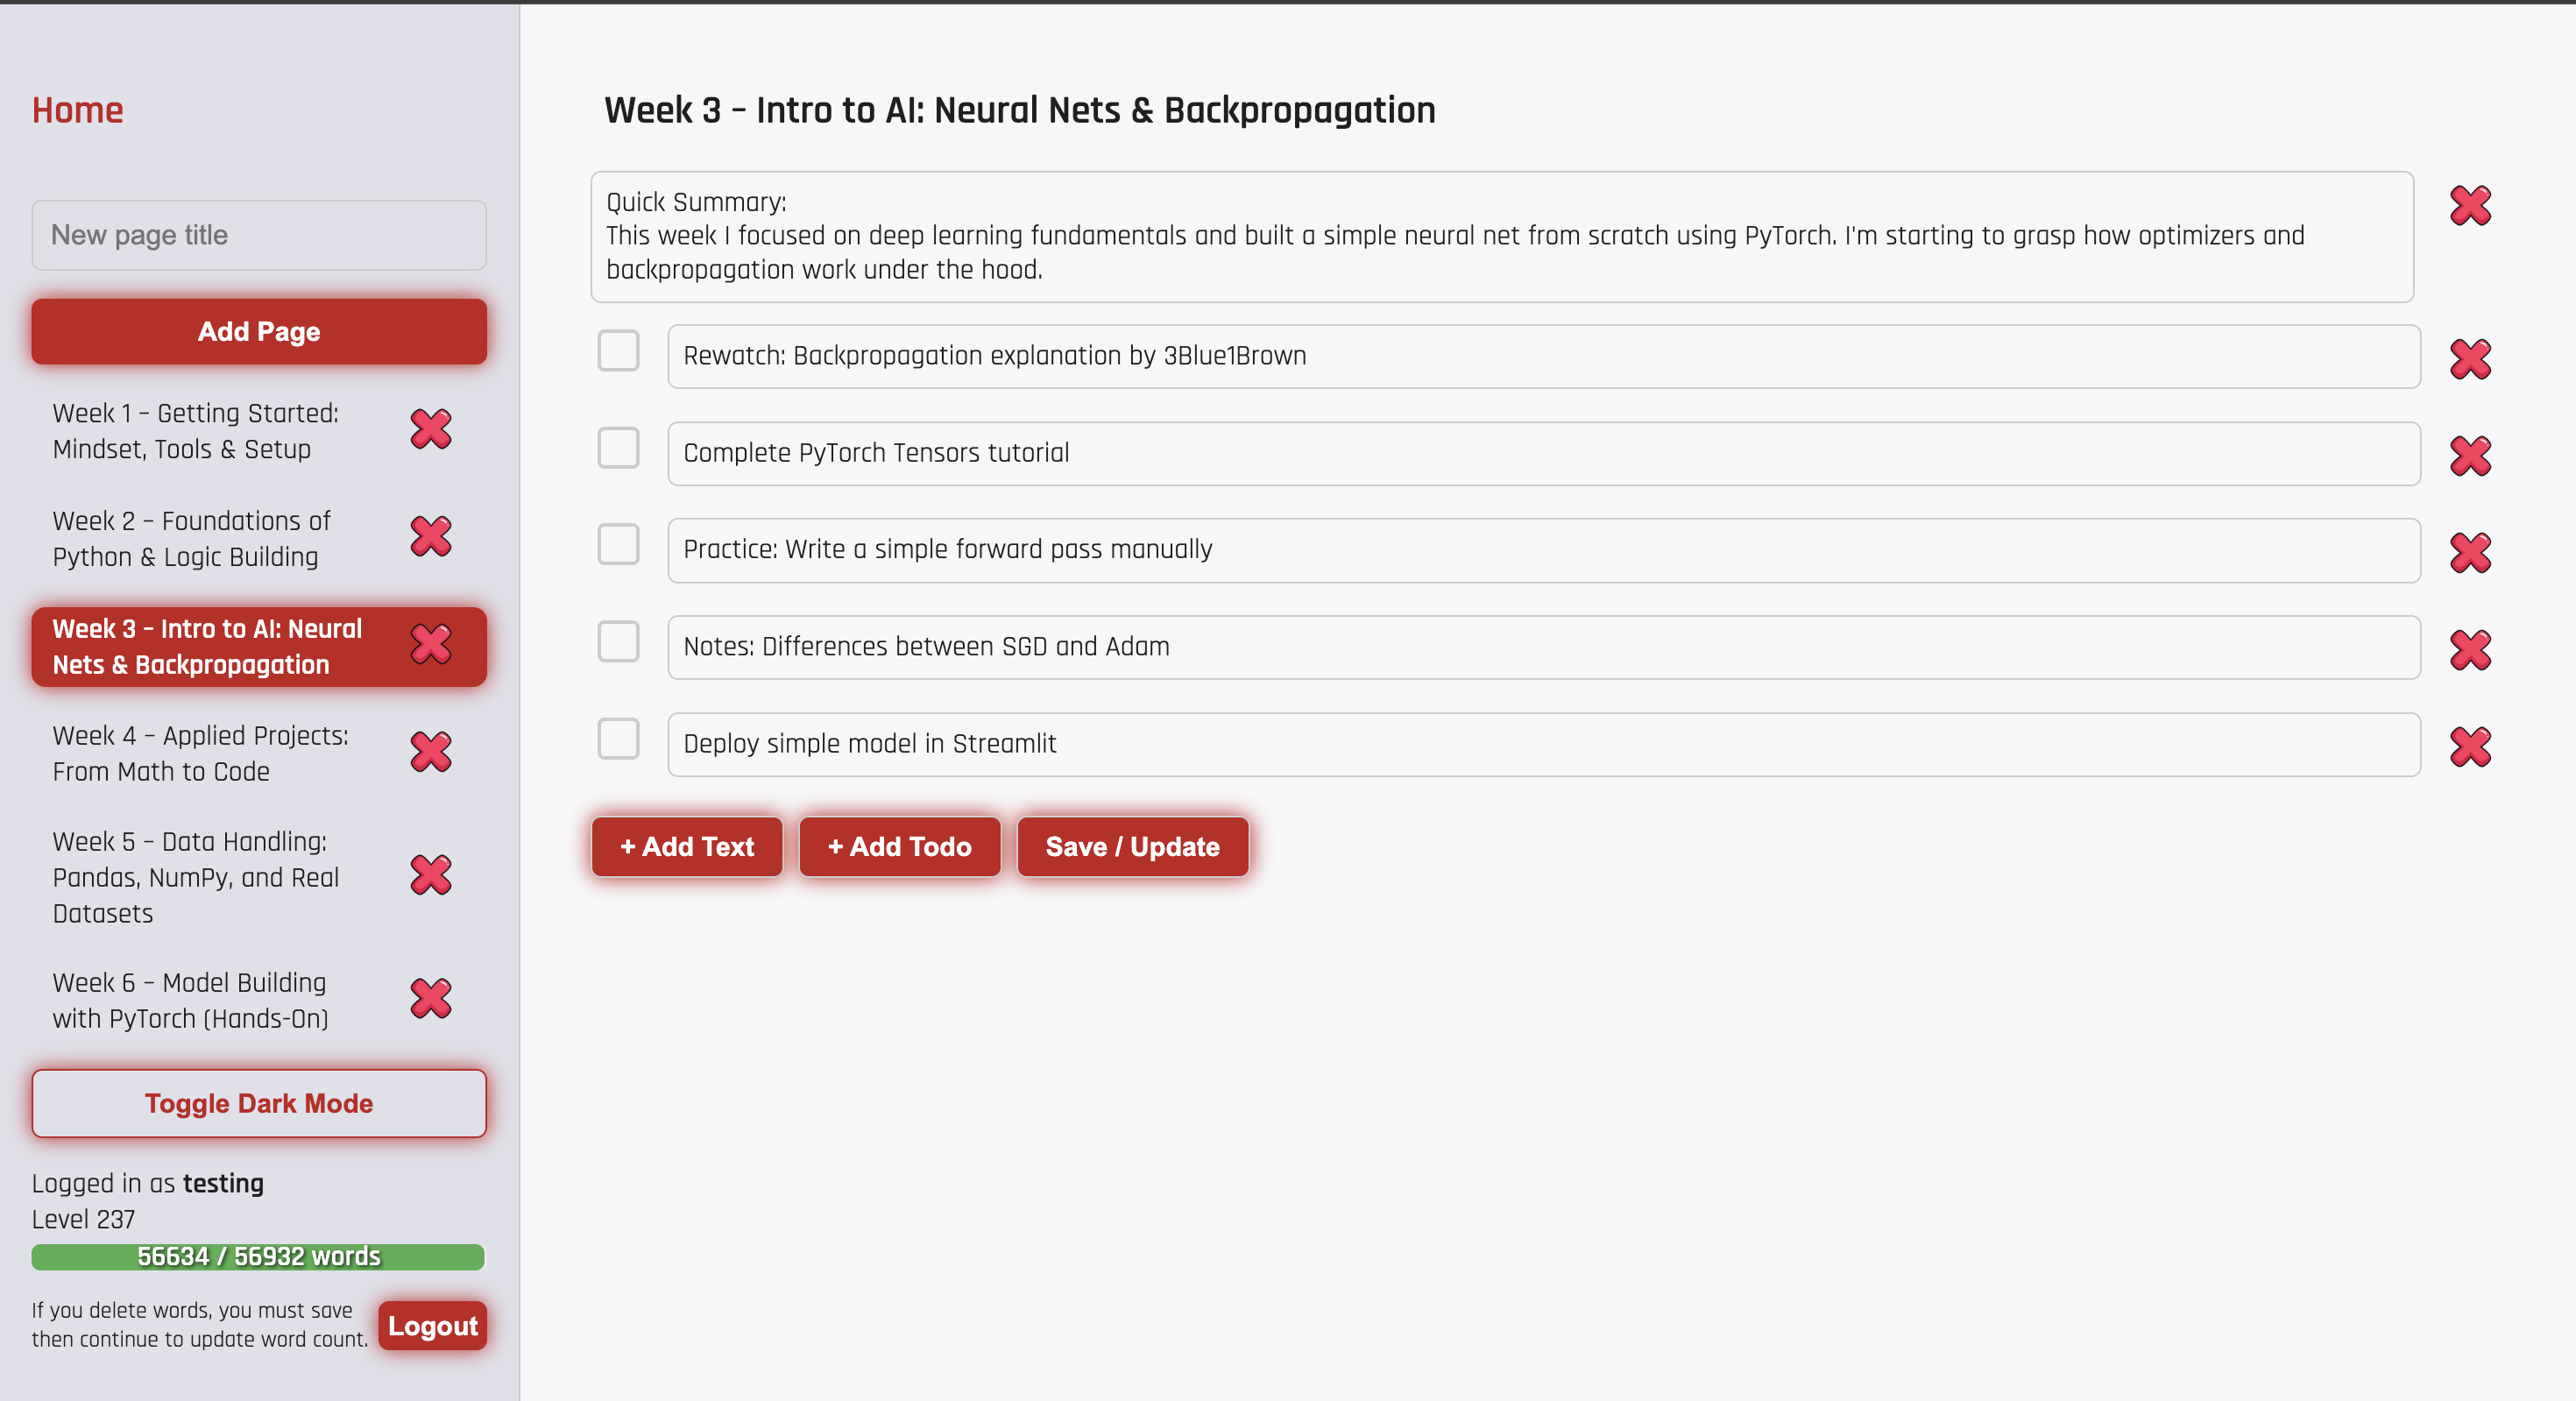 Home
New page title
Add Page
Week 1 – Getting Started:
Mindset, Tools & Setup
Week 2 – Foundations of
Python & Logic Building
Week 3 – Intro to AI: Neural
Nets & Backpropagation
Week 4 – Applied Projects:
From Math to Code
Week 5 – Data Handling:
Pandas, NumPy, and Real
Datasets
Week 6 – Model Building
with PyTorch (Hands-On)
Toggle Dark Mode
Logged in as testing
Level 237
56634 / 56932 words
If you delete words, you must save
then continue to update word count.
Logout
Week 3 – Intro to AI: Neural Nets & Backpropagation
Quick Summary:
This week I focused on deep learning fundamentals and built a simple neural net from scratch using PyTorch. I'm starting to grasp how optimizers and
backpropagation work under the hood.
Rewatch: Backpropagation explanation by 3Blue1Brown
Complete PyTorch Tensors tutorial
Practice: Write a simple forward pass manually
Notes: Differences between SGD and Adam
Deploy simple model in Streamlit
+ Add Text
+ Add Todo
Save / Update